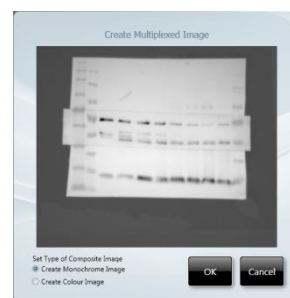 Create Multiplexed Image
Set Type of Composite Image
Create Monochrome Image
Create Colour Image
OK
Cancel